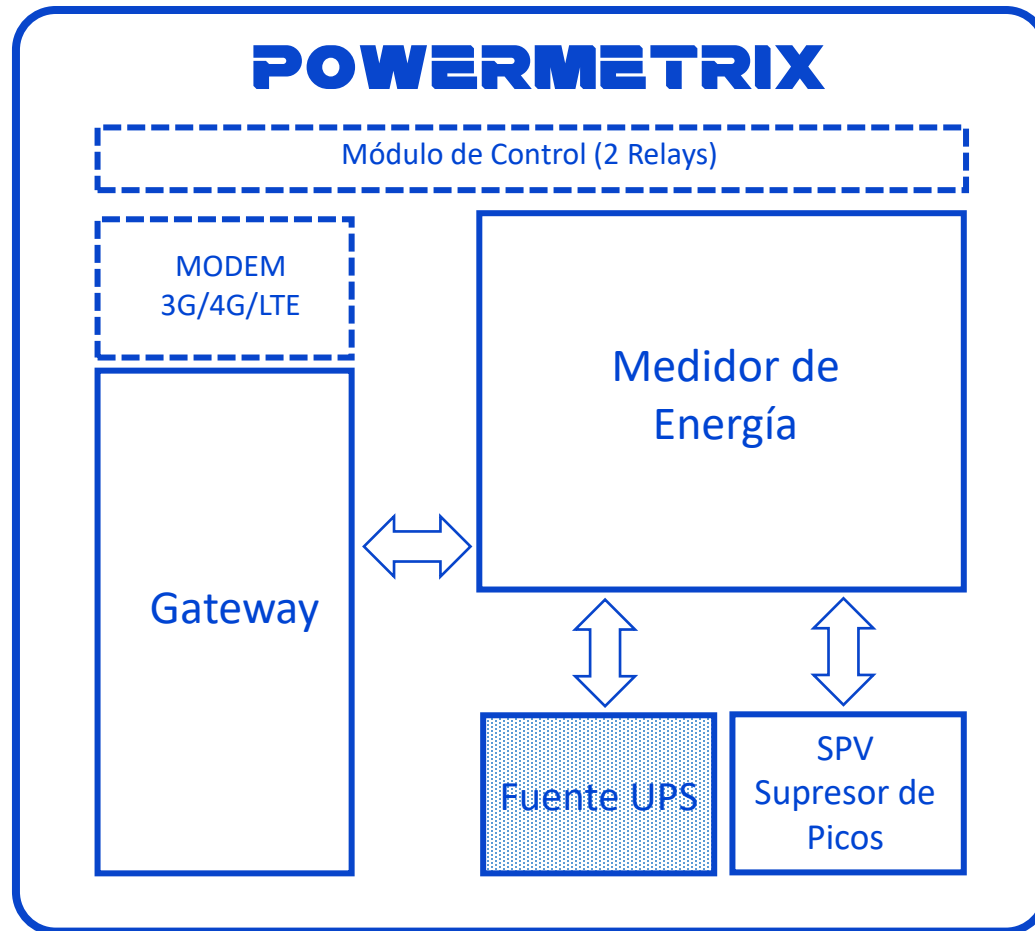 POWERMETRIX
Módulo de Control (2 Relays)
MODEM
3G/4G/LTE
Medidor de
Energía
Gateway
Fuente UPS
SPV
Supresor de
Picos